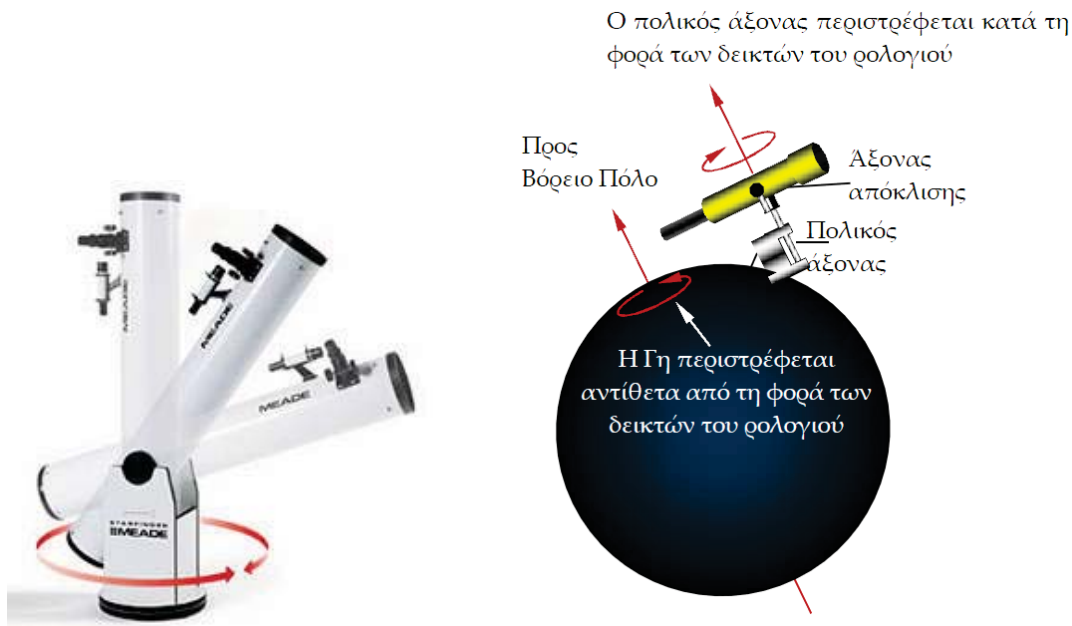 Ο πολικός άξονας περιστρέφεται κατά τη
φορά των δεικτών του ρολογιού
Προς
Βόρειο Πόλο
Άξονας
απόκλισης
Πολικός
άξονας
Η Γη περιστρέφεται
αντίθετα από τη φορά των
δεικτών του ρολογιού
MEADE
MEADE
MEADE
STARFINDER
MEADE